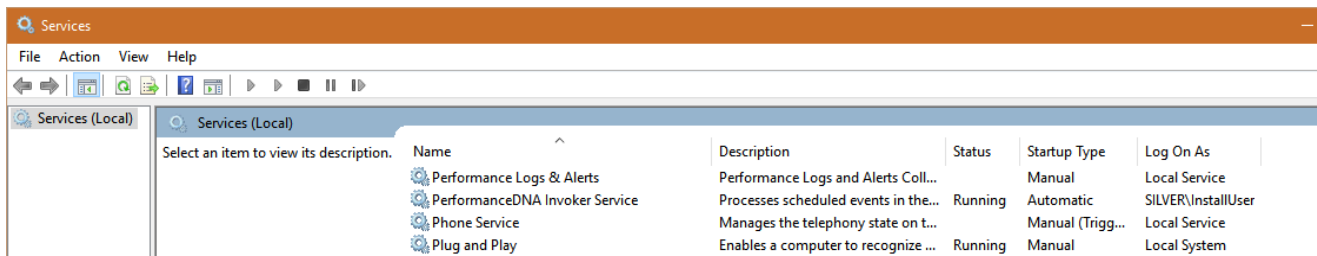 Services
File Action View Help
Services (Local)
Services (Local)
Select an item to view its description.
Name Description Status Startup Type Log On As
Performance Logs & Alerts Performance Logs and Alerts Coll... Manual Local Service
PerformanceDNA Invoker Service Processes scheduled events in the... Running Automatic SILVER\InstallUser
Phone Service Manages the telephony state on t... Manual (Trigg... Local Service
Plug and Play Enables a computer to recognize ... Running Manual Local System